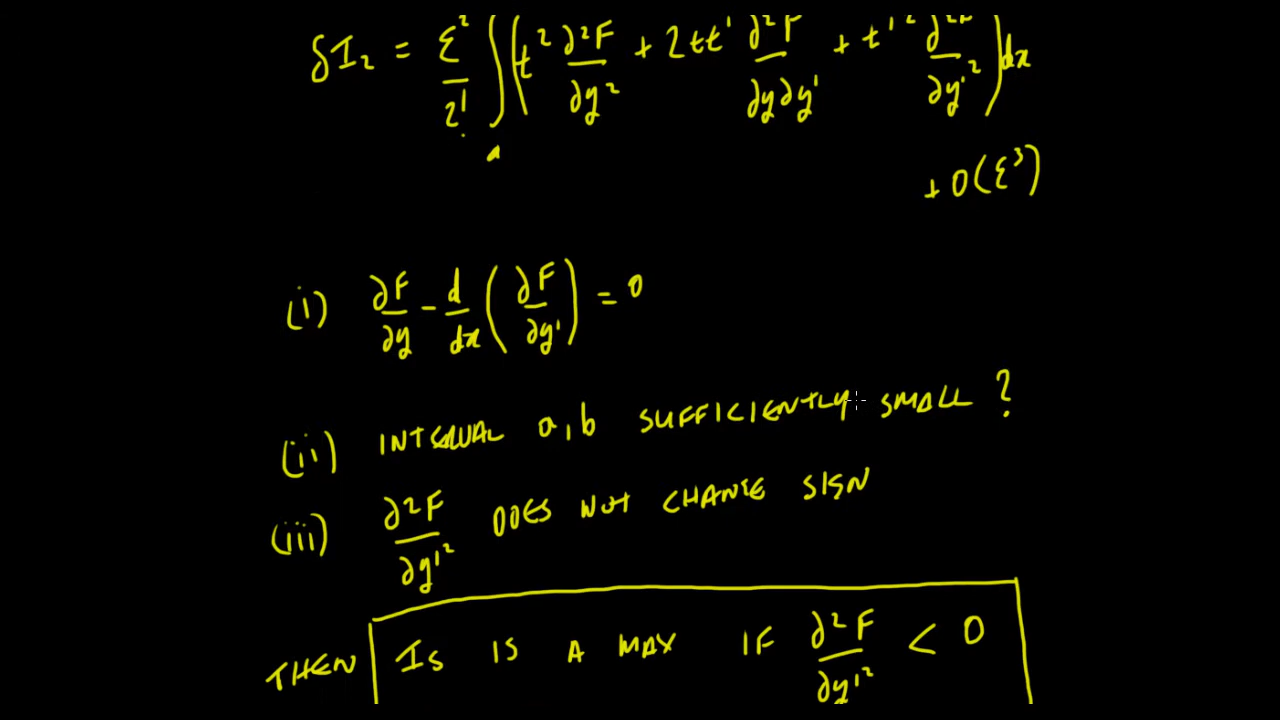 δI₂ = ε²/2! ∫ₐ (t² ∂²F/∂y² + 2tt' ∂²F/∂y∂y' + t'² ∂²F/∂y'²) dx
+ O(ε³)
(i) ∂F/∂y - d/dx (∂F/∂y') = 0
(ii) INTERVAL a, b SUFFICIENTLY SMALL ?
(iii) ∂²F/∂y'² DOES NOT CHANGE SIGN
THEN Is IS A MAX IF ∂²F/∂y'² < 0